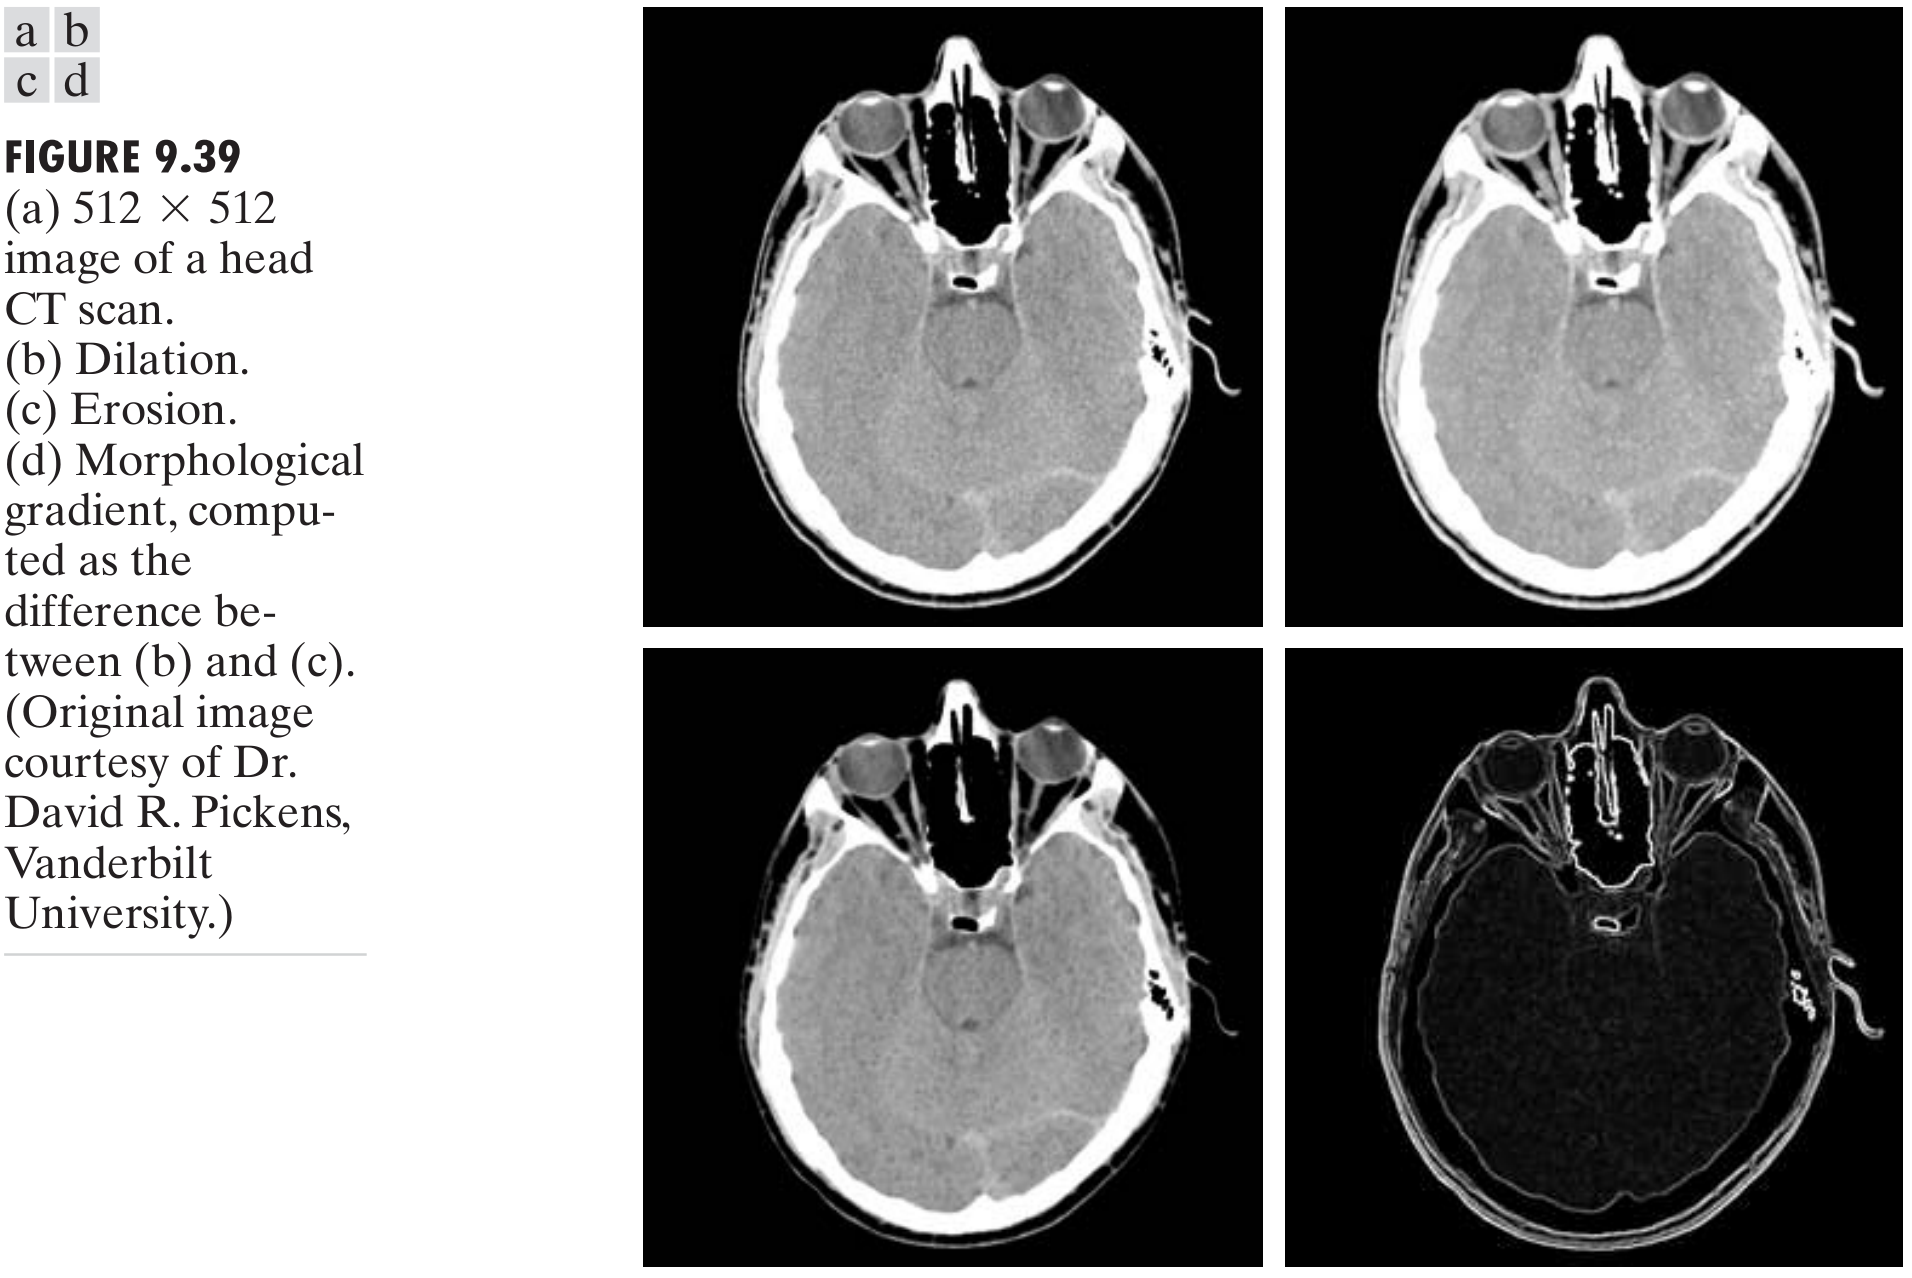 a b
c d
FIGURE 9.39
(a) 512 × 512
image of a head
CT scan.
(b) Dilation.
(c) Erosion.
(d) Morphological
gradient, compu-
ted as the
difference be-
tween (b) and (c).
(Original image
courtesy of Dr.
David R. Pickens,
Vanderbilt
University.)